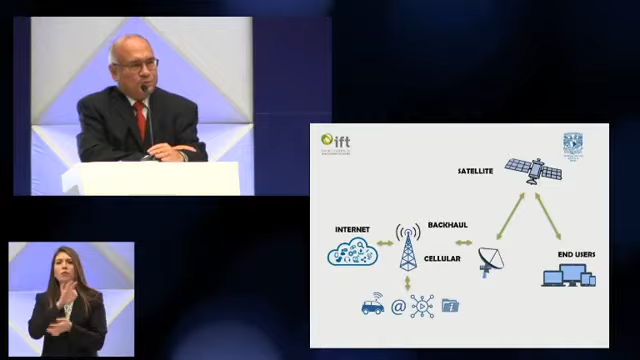 ift
SATELLITE
INTERNET
BACKHAUL
CELLULAR
END USERS
@